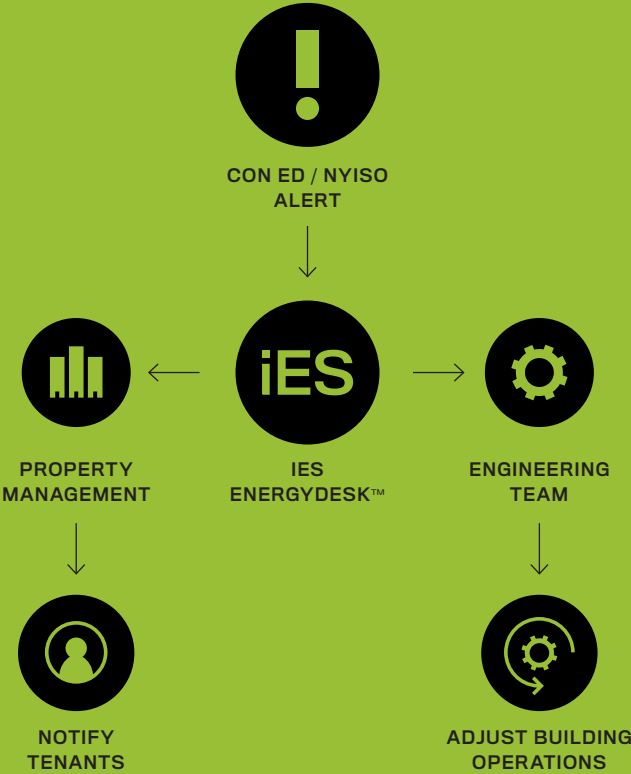 CON ED / NYISO
ALERT
iES
PROPERTY
MANAGEMENT
IES
ENERGYDESK™
ENGINEERING
TEAM
NOTIFY
TENANTS
ADJUST BUILDING
OPERATIONS